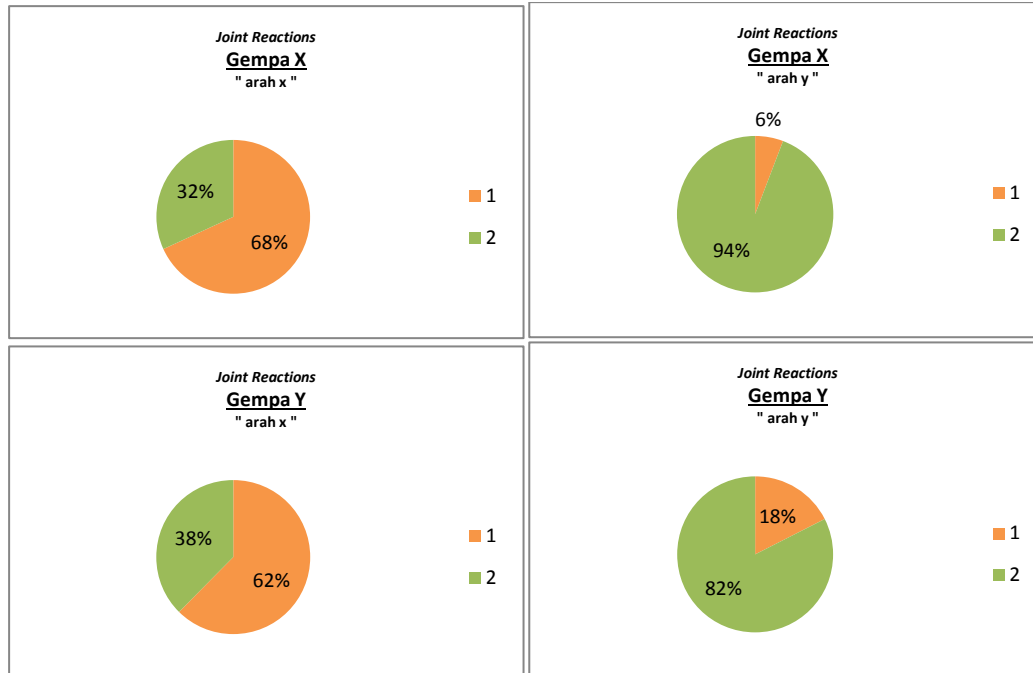 Joint Reactions
Gempa X
" arah x "
32%
68%
1
2
Joint Reactions
Gempa X
" arah y "
6%
94%
1
2
Joint Reactions
Gempa Y
" arah x "
38%
62%
1
2
Joint Reactions
Gempa Y
" arah y "
18%
82%
1
2